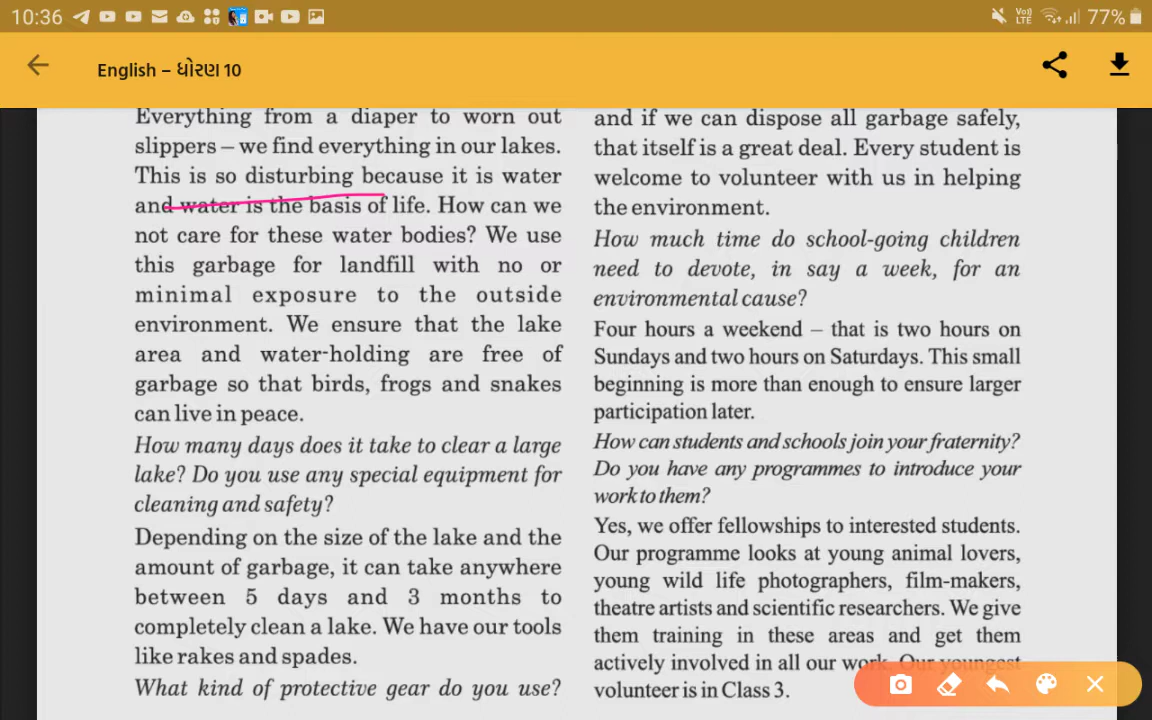 10:36
77%
English – ધોરણ 10
Everything from a diaper to worn out
slippers – we find everything in our lakes.
This is so disturbing because it is water
and water is the basis of life. How can we
not care for these water bodies? We use
this garbage for landfill with no or
minimal exposure to the outside
environment. We ensure that the lake
area and water-holding are free of
garbage so that birds, frogs and snakes
can live in peace.
How many days does it take to clear a large
lake? Do you use any special equipment for
cleaning and safety?
Depending on the size of the lake and the
amount of garbage, it can take anywhere
between 5 days and 3 months to
completely clean a lake. We have our tools
like rakes and spades.
What kind of protective gear do you use?
and if we can dispose all garbage safely,
that itself is a great deal. Every student is
welcome to volunteer with us in helping
the environment.
How much time do school-going children
need to devote, in say a week, for an
environmental cause?
Four hours a weekend – that is two hours on
Sundays and two hours on Saturdays. This small
beginning is more than enough to ensure larger
participation later.
How can students and schools join your fraternity?
Do you have any programmes to introduce your
work to them?
Yes, we offer fellowships to interested students.
Our programme looks at young animal lovers,
young wild life photographers, film-makers,
theatre artists and scientific researchers. We give
them training in these areas and get them
actively involved in all our work. Our youngest
volunteer is in Class 3.